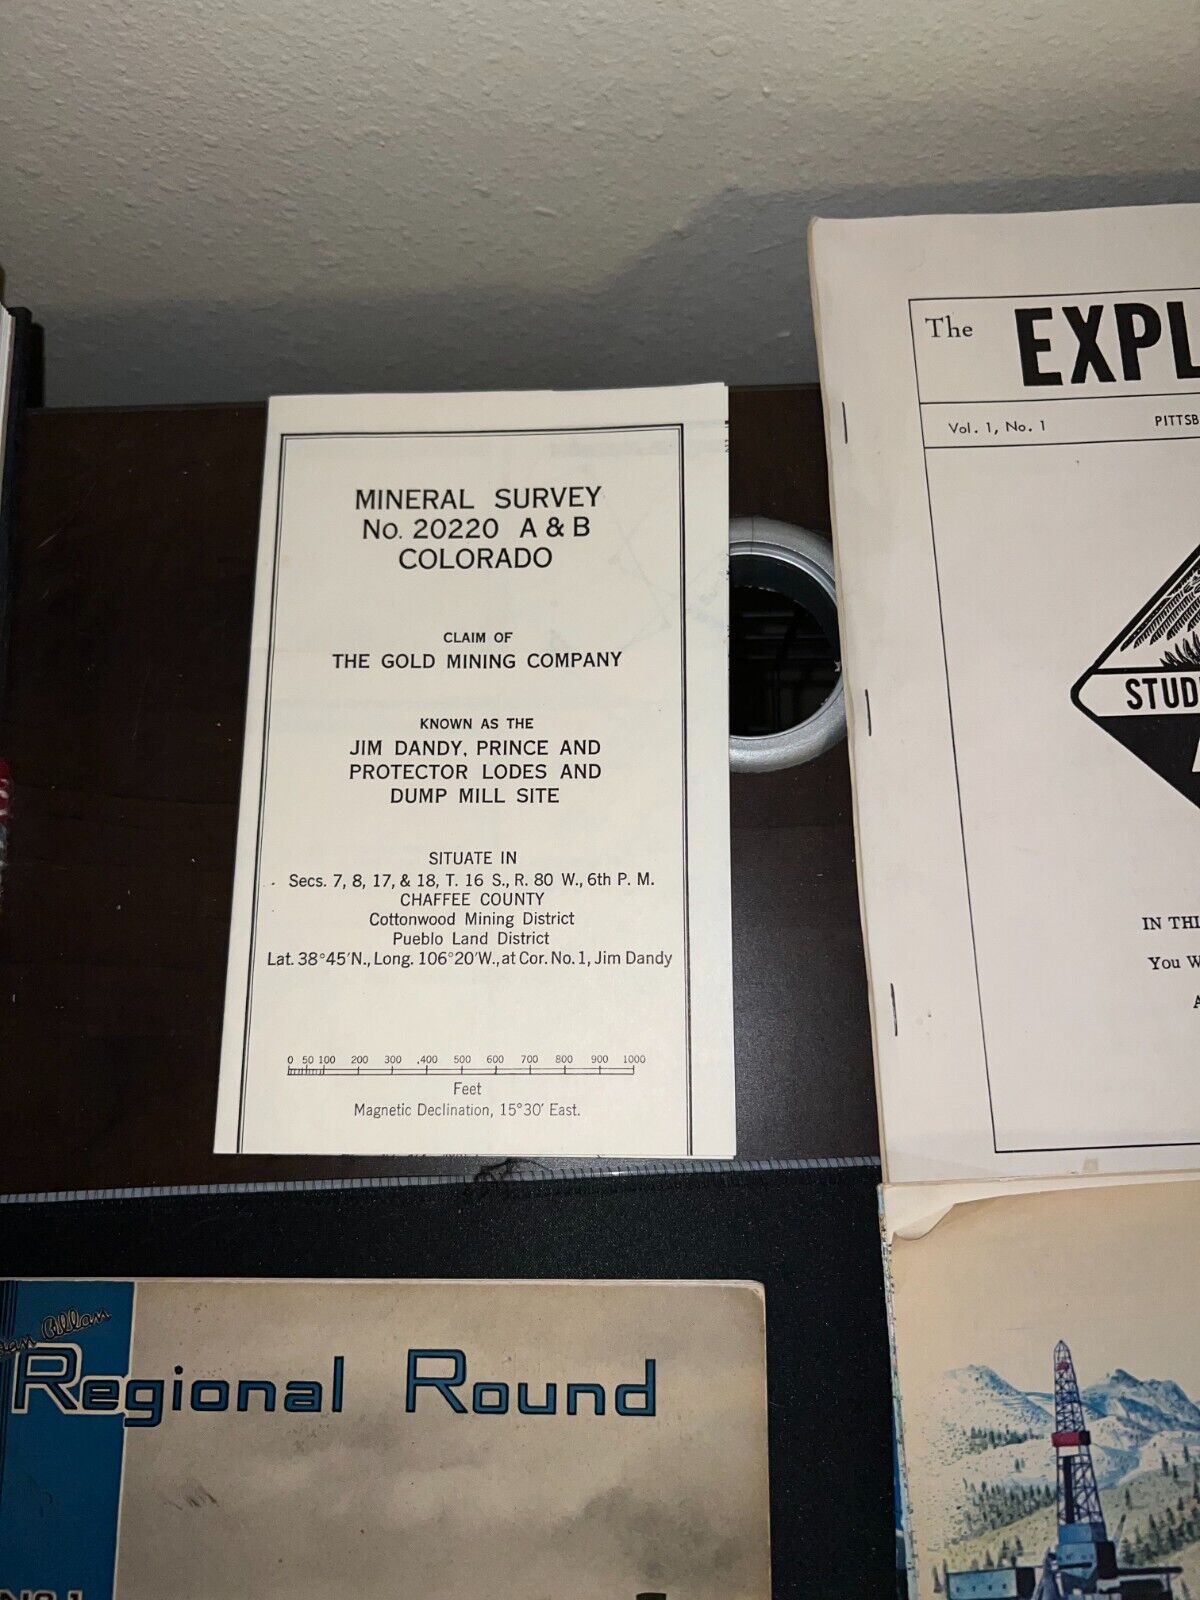 MINERAL SURVEY
No. 20220 A & B
COLORADO
CLAIM OF
THE GOLD MINING COMPANY
KNOWN AS THE
JIM DANDY, PRINCE AND
PROTECTOR LODES AND
DUMP MILL SITE
SITUATE IN
Secs. 7, 8, 17, & 18, T. 16 S., R. 80 W., 6th P. M.
CHAFFEE COUNTY
Cottonwood Mining District
Pueblo Land District
Lat. 38°45'N., Long. 106°20'W., at Cor. No. 1, Jim Dandy
0 50 100 200 300 400 500 600 700 800 900 1000
Feet
Magnetic Declination, 15°30' East.
The EXPL
Vol. 1, No. 1 PITTSB
STUD
IN THI
You W
A
Allan
Regional Round
NO. 1